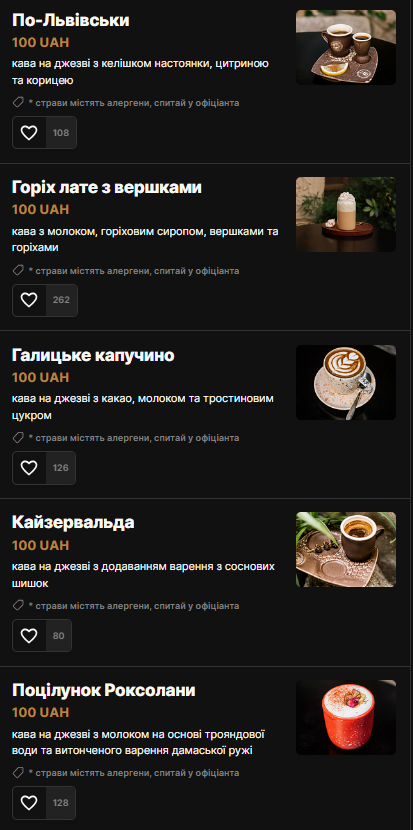 По-Львівськи
100 UAH
кава на джезві з келішком настоянки, цитриною
та корицею
* страви містять алергени, спитай у офіціанта
108
Горіх лате з вершками
100 UAH
кава з молоком, горіховим сиропом, вершками та
горіхами
* страви містять алергени, спитай у офіціанта
262
Галицьке капучино
100 UAH
кава на джезві з какао, молоком та тростиновим
цукром
* страви містять алергени, спитай у офіціанта
126
Кайзервальда
100 UAH
кава на джезві з додаванням варення з соснових
шишок
* страви містять алергени, спитай у офіціанта
80
Поцілунок Роксолани
100 UAH
кава на джезві з молоком на основі трояндової
води та витонченого варення дамаської ружі
* страви містять алергени, спитай у офіціанта
128